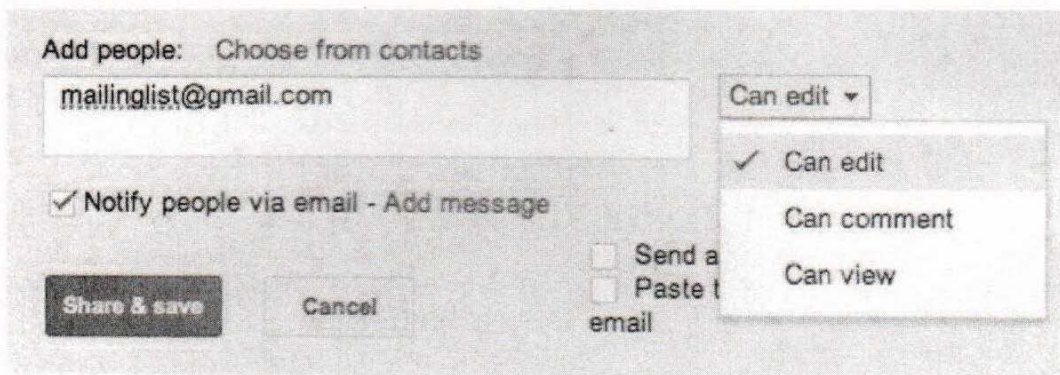 Add people: Choose from contacts
mailinglist@gmail.com
Can edit
Can edit
Can comment
Can view
Notify people via email - Add message
Send a
Paste t
email
Share & save
Cancel